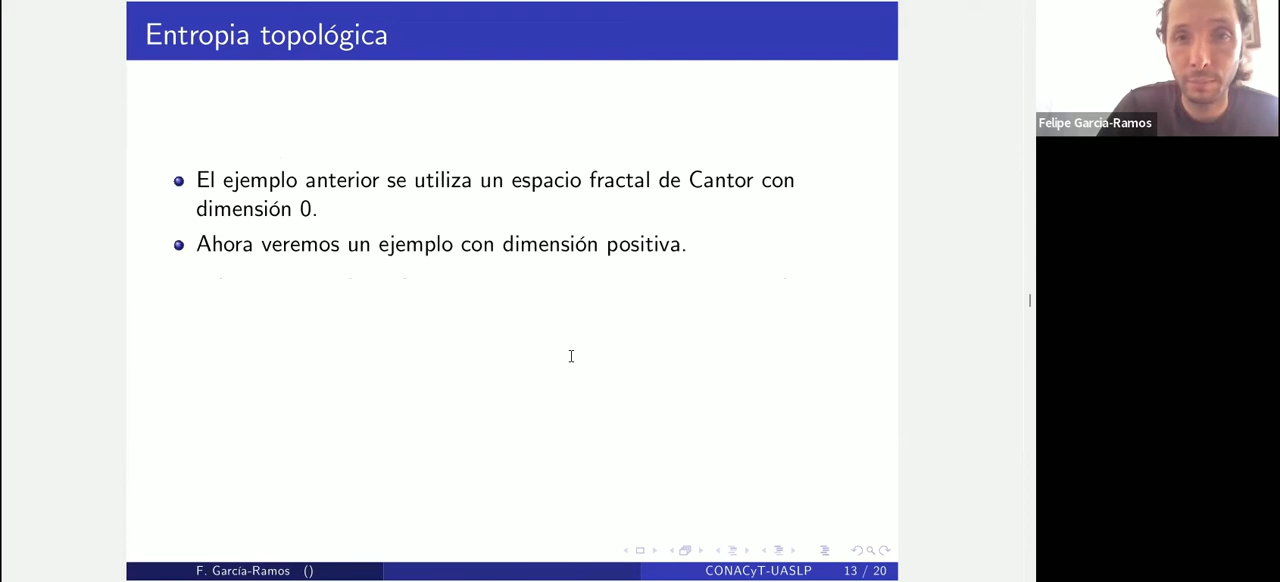 Entropia topológica
Felipe Garcia-Ramos
El ejemplo anterior se utiliza un espacio fractal de Cantor con
dimensión 0.
Ahora veremos un ejemplo con dimensión positiva.
F. García-Ramos ()
CONACyT-UASLP
13 / 20